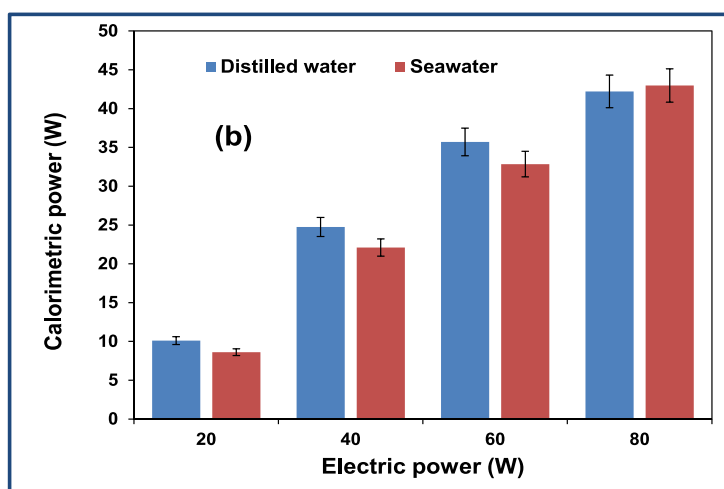 50
45
40
35
30
25
20
15
10
5
0
Distilled water
Seawater
(b)
Calorimetric power (W)
20 40 60 80
Electric power (W)